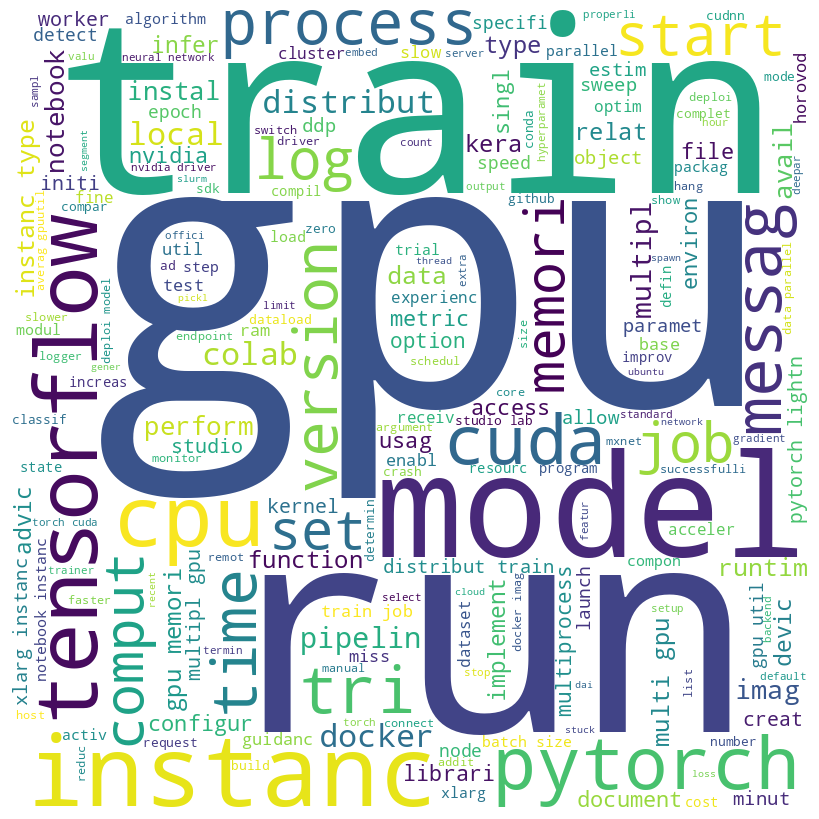 worker
algorithm
process
specifi
properli
cudnn
start
detect
infer
cluster
embed
slow
server
type
parallel
valu
neural network
train
estim
mode
notebook
instal
distribut
singl
sweep
horovod
sampl
epoch
local
log
ddp
kera
relat
optim
conda
hyperparamet
deploi
complet
hour
switch
driver
count
speed
object
file
avail
nvidia
nvidia driver
segment
slurm
sdk
compil
output
packag
hang
deepar
instanc type
initi
fine
compar
github
show
averag gpuutil
gpu
offici
util
ad
step
test
pickl
load
zero
version
trial
thread
data
extra
experienc
metric
option
memori
multipl
defin
environ
spawn
messag
data parallel
tensorflow
slower
modul
deploi model
logger
gener
increas
dataload
limit
ram
endpoint
colab
schedul
size
paramet
base
improv
ubuntu
classif
state
perform
studio
monitor
receiv
access
studio lab
core
allow
standard
network
argument
usag
enabl
cuda
mxnet
job
gradient
pytorch lightn
crash
resourc
program
successfulli
xlarg instanc
advic
torch cuda
cpu
kernel
set
determin
model
featur
acceler
remot
function
distribut train
compon
runtim
trainer
faster
notebook instanc
comput
recent
gpu memori
multipl gpu
time
termin
run
select
cloud
train job
pipelin
miss
manual
tri
dataset
docker imag
stop
implement
multiprocess
launch
dai
multi gpu
setup
list
gpu util
backend
devic
default
imag
host
activ
reduc
configur
request
guidanc
build
instanc
torch
connect
docker
addit
node
librari
xlarg
batch size
stuck
pytorch
document
loss
cost
number
creat
minut